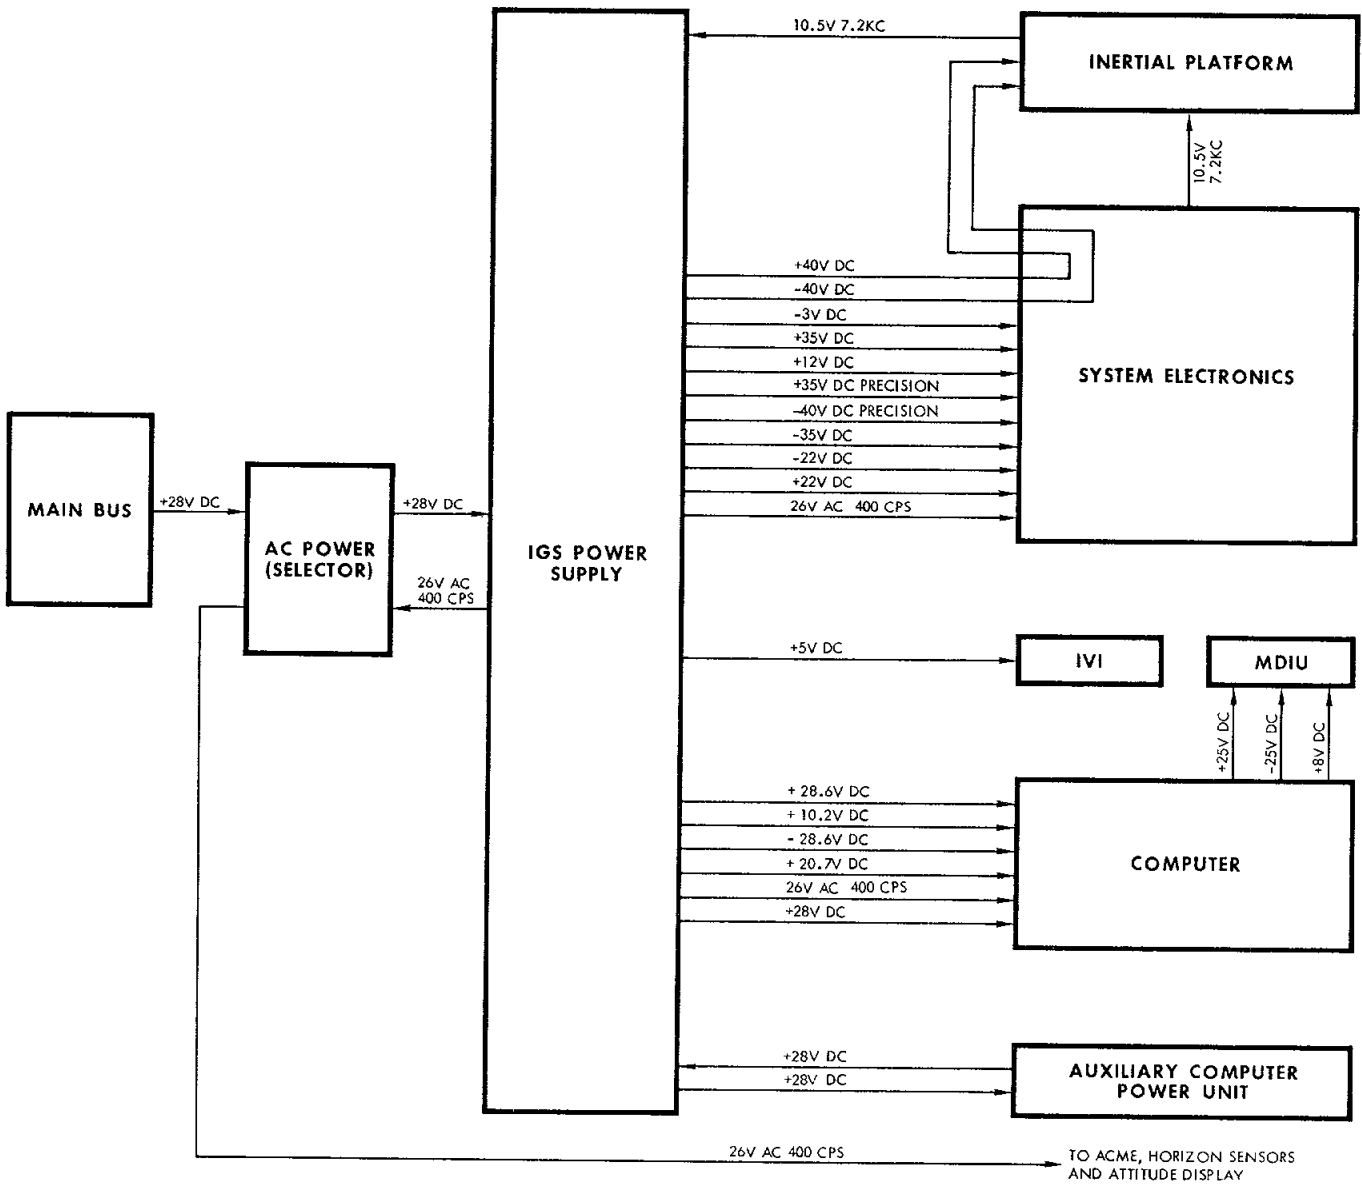 10.5V 7.2KC
INERTIAL PLATFORM
10.5V
7.2KC
+40V DC
-40V DC
-3V DC
+35V DC
+12V DC
+35V DC PRECISION
-40V DC PRECISION
-35V DC
-22V DC
+22V DC
26V AC 400 CPS
SYSTEM ELECTRONICS
MAIN BUS
+28V DC
AC POWER
(SELECTOR)
+28V DC
26V AC
400 CPS
IGS POWER
SUPPLY
+5V DC
IVI
MDIU
+25V DC
-25V DC
+8V DC
+ 28.6V DC
+ 10.2V DC
- 28.6V DC
+ 20.7V DC
26V AC 400 CPS
+28V DC
COMPUTER
+28V DC
+28V DC
AUXILIARY COMPUTER
POWER UNIT
26V AC 400 CPS
TO ACME, HORIZON SENSORS
AND ATTITUDE DISPLAY